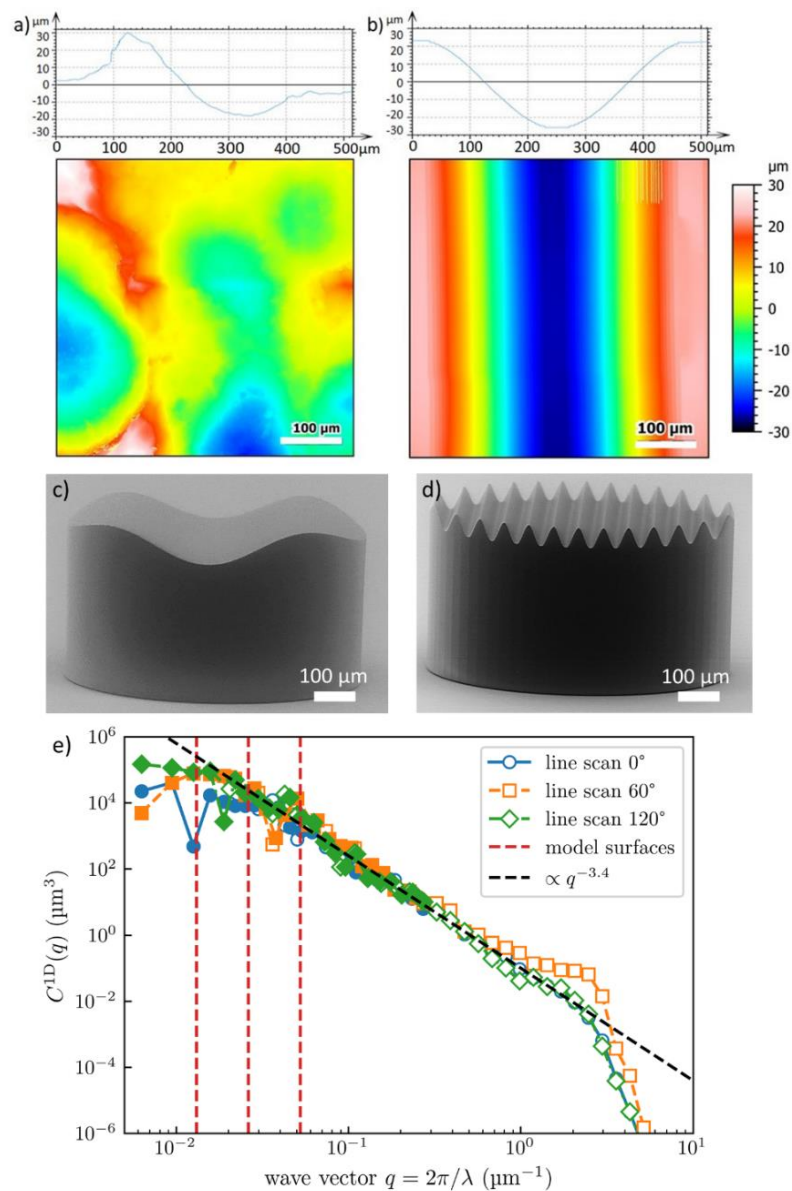 a)
µm
30
20
10
0
-10
-20
30
0 100 200 300 400 500µm
100 µm
b)
µm
30
20
10
0
-10
-20
-30
0 100 200 300 400 500µm
100 µm
µm
30
20
10
0
-10
-20
-30
c)
100 µm
d)
100 µm
e)
10⁶
10⁴
10²
10⁰
10⁻²
10⁻⁴
10⁻⁶
C¹ᴰ(q) (µm³)
line scan 0°
line scan 60°
line scan 120°
model surfaces
∝ q⁻³·⁴
10⁻² 10⁻¹ 10⁰ 10¹
wave vector q = 2π/λ (µm⁻¹)